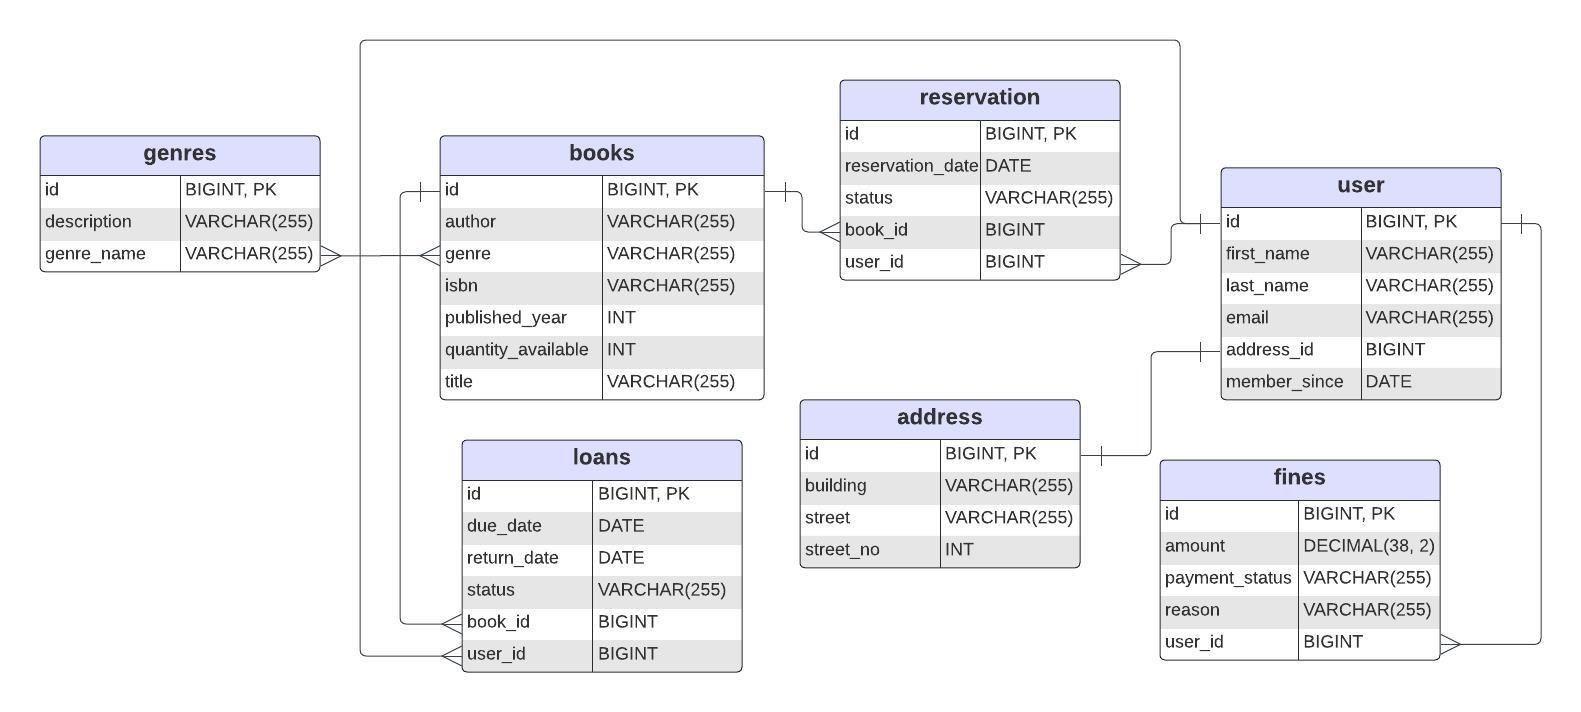 genres
id BIGINT, PK
description VARCHAR(255)
genre_name VARCHAR(255)
books
id BIGINT, PK
author VARCHAR(255)
genre VARCHAR(255)
isbn VARCHAR(255)
published_year INT
quantity_available INT
title VARCHAR(255)
loans
id BIGINT, PK
due_date DATE
return_date DATE
status VARCHAR(255)
book_id BIGINT
user_id BIGINT
reservation
id BIGINT, PK
reservation_date DATE
status VARCHAR(255)
book_id BIGINT
user_id BIGINT
address
id BIGINT, PK
building VARCHAR(255)
street VARCHAR(255)
street_no INT
user
id BIGINT, PK
first_name VARCHAR(255)
last_name VARCHAR(255)
email VARCHAR(255)
address_id BIGINT
member_since DATE
fines
id BIGINT, PK
amount DECIMAL(38, 2)
payment_status VARCHAR(255)
reason VARCHAR(255)
user_id BIGINT